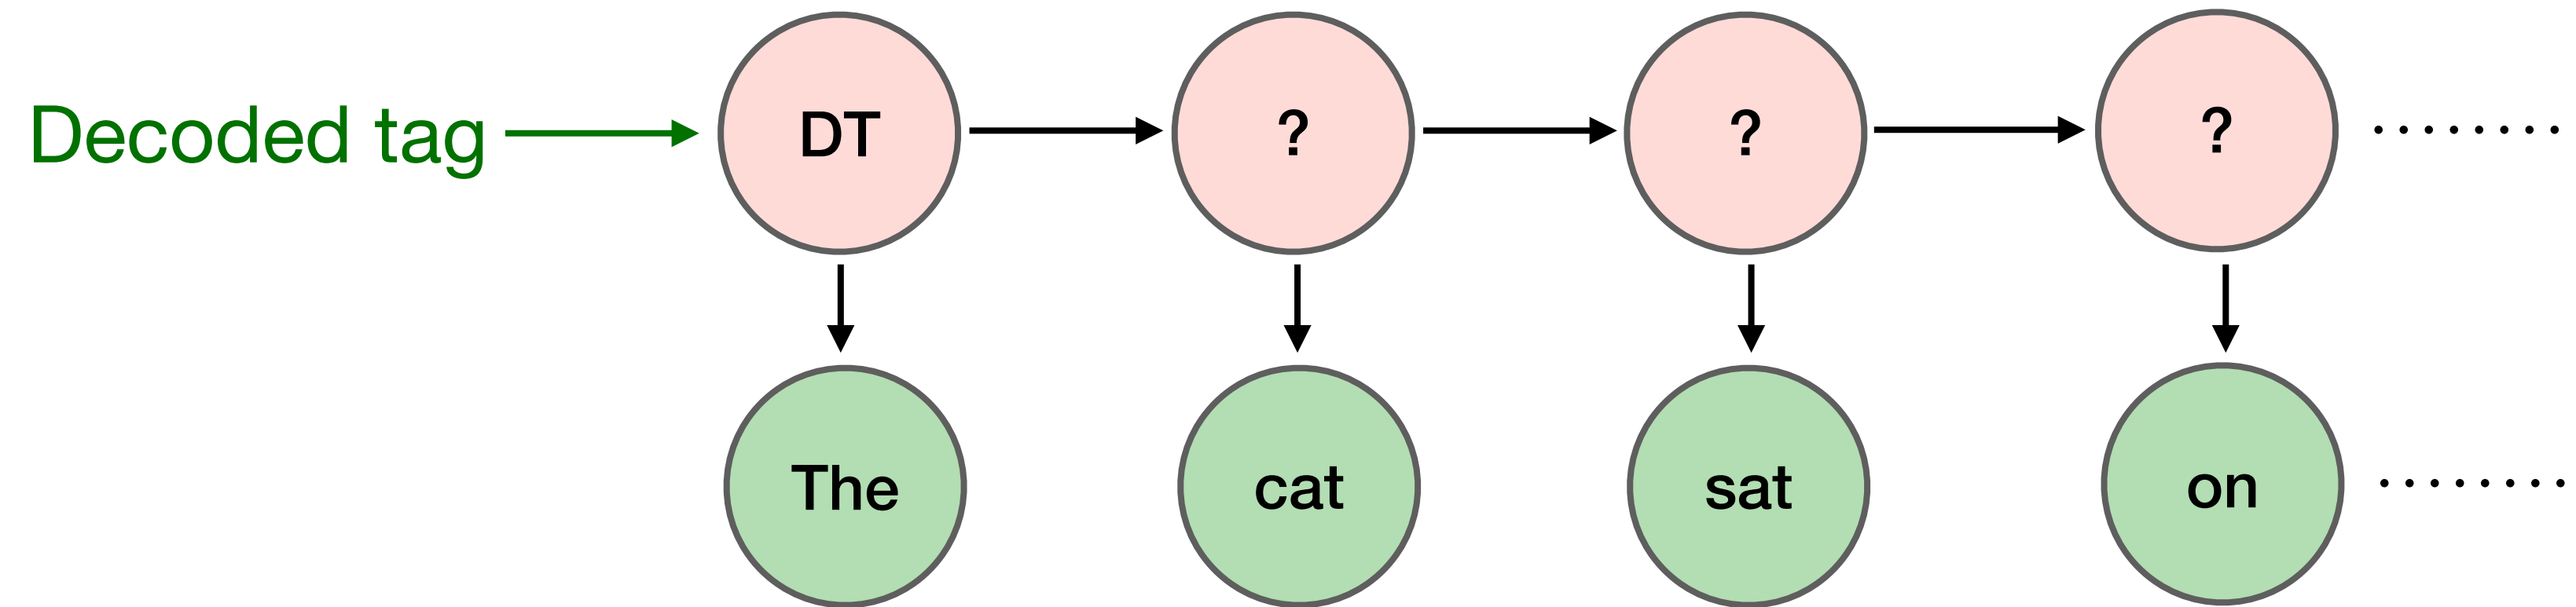 Decoded tag DT ? ? ? ........
The cat sat on ........